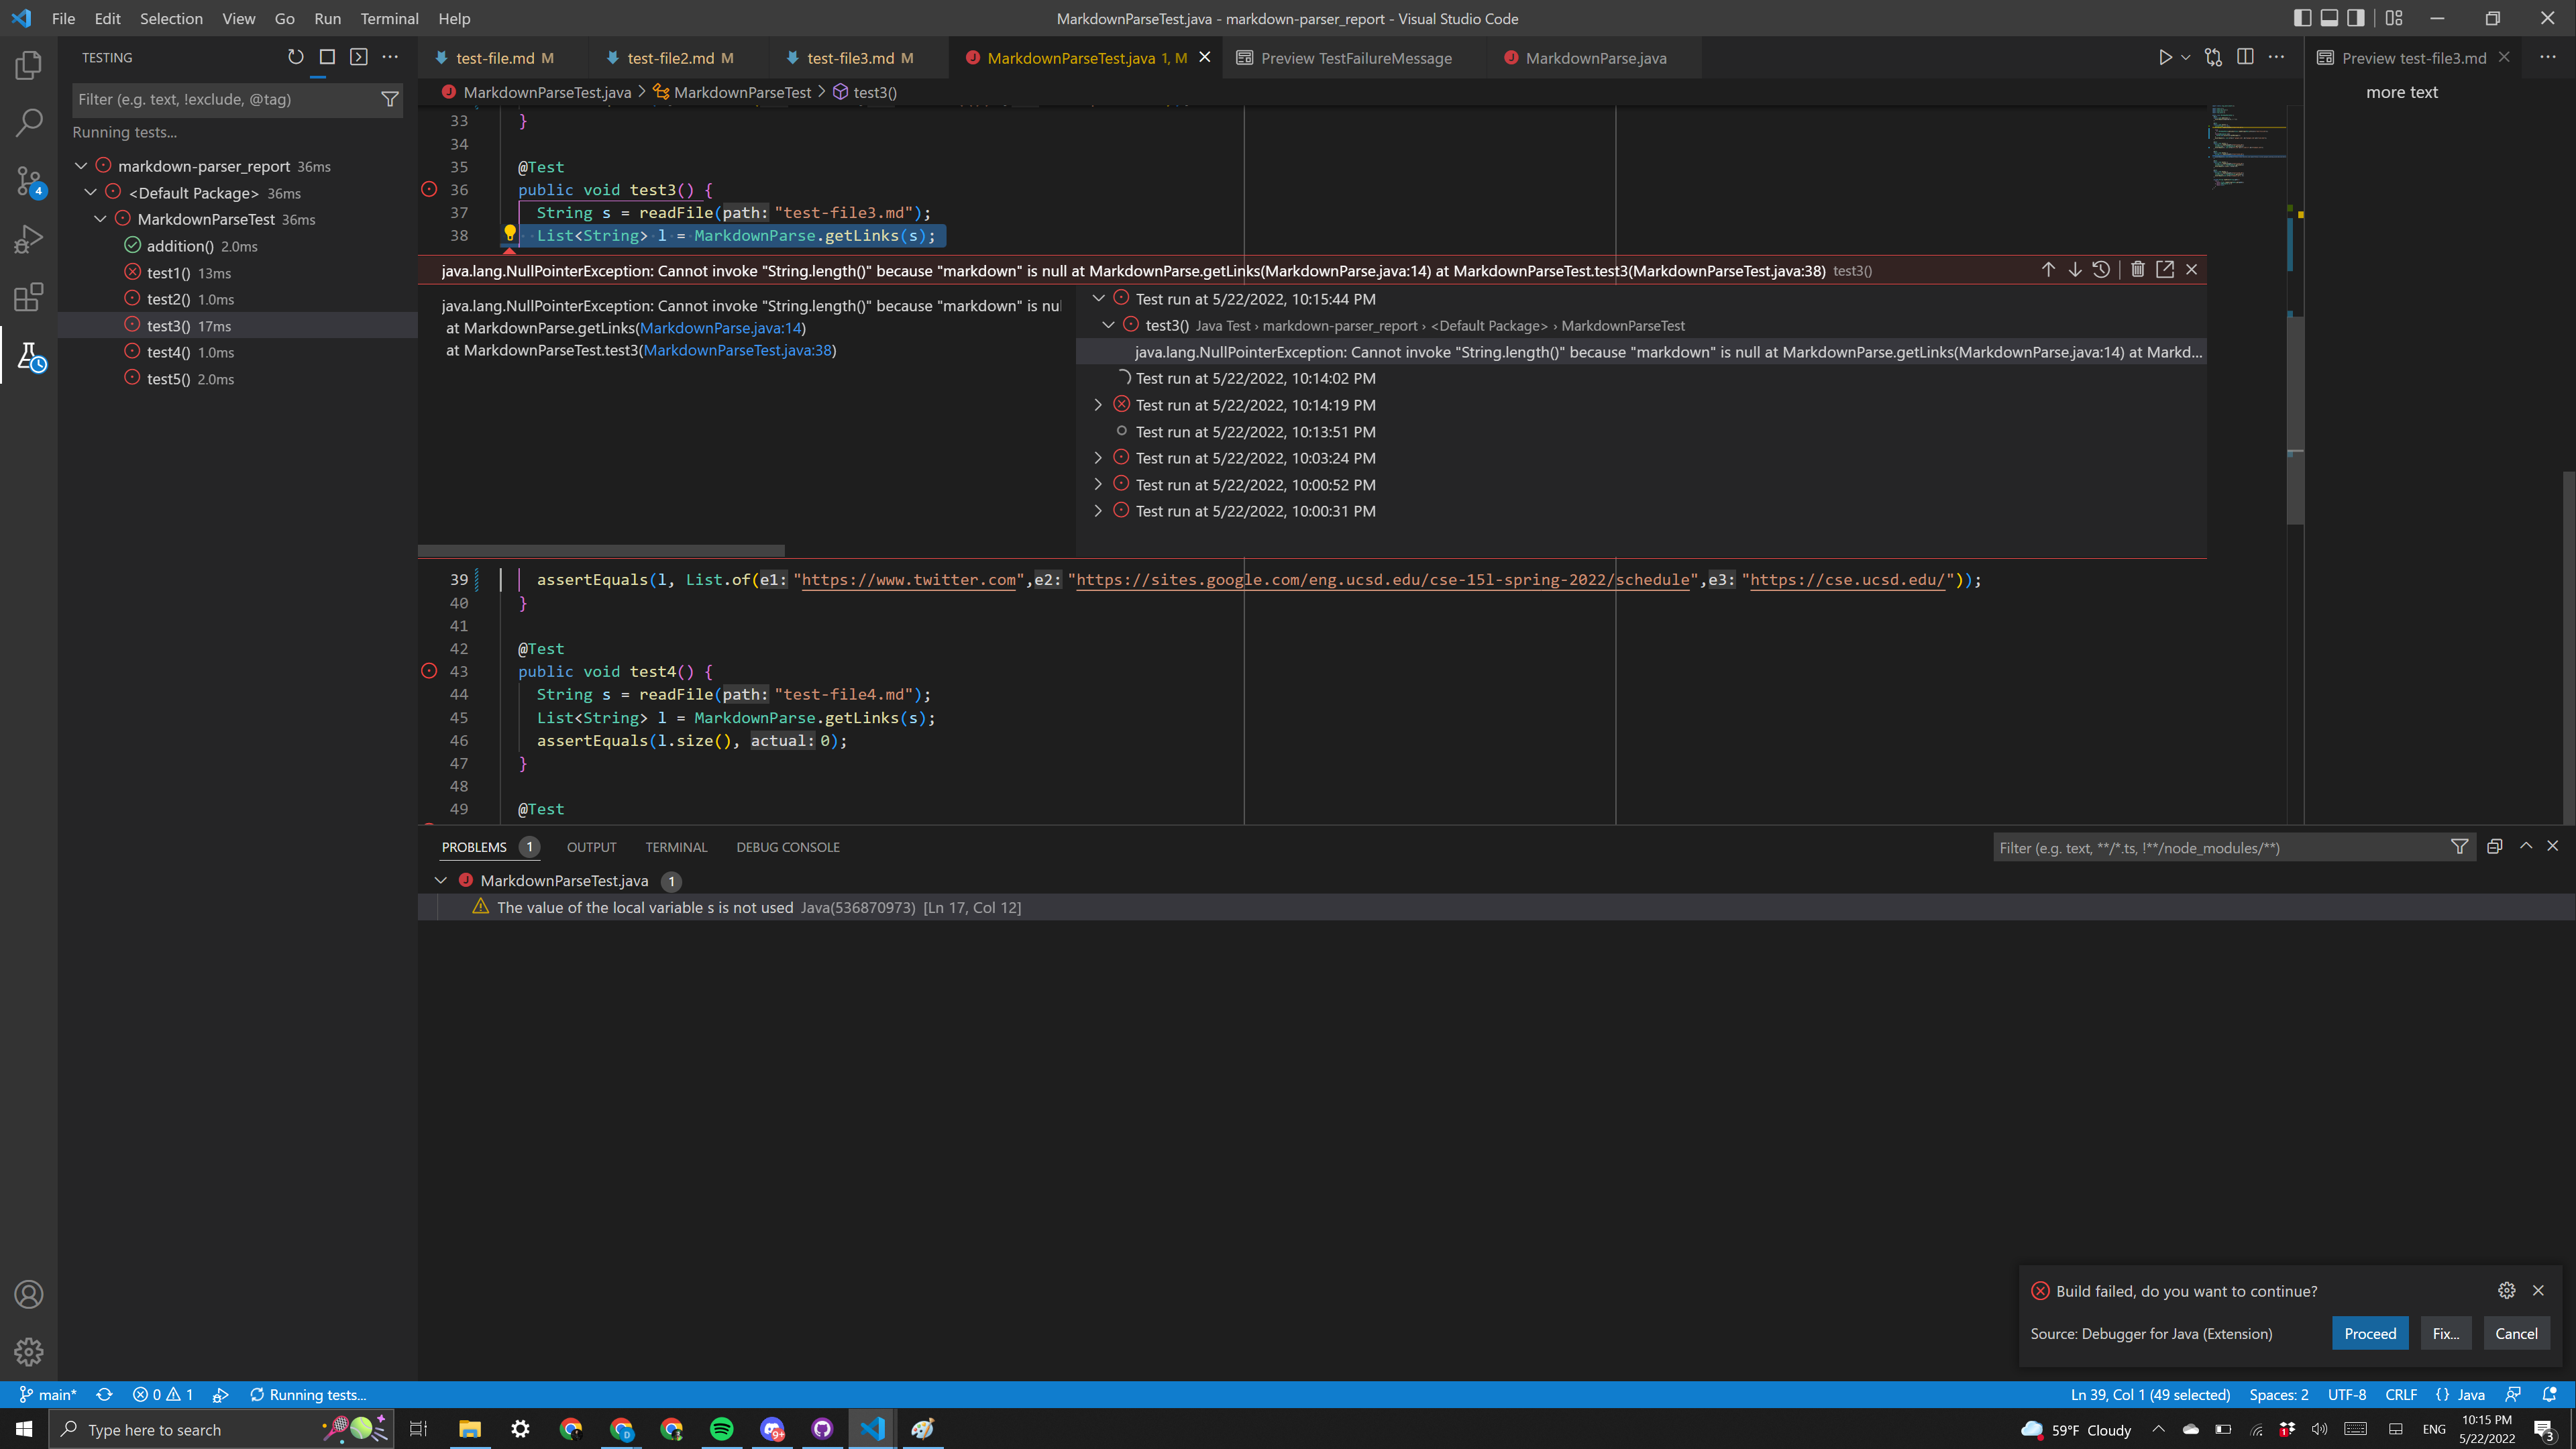 File Edit Selection View Go Run Terminal Help
MarkdownParseTest.java - markdown-parser_report - Visual Studio Code
TESTING
Filter (e.g. text, !exclude, @tag)
Running tests...
markdown-parser_report 36ms
<Default Package> 36ms
MarkdownParseTest 36ms
addition() 2.0ms
test1() 13ms
test2() 1.0ms
test3() 17ms
test4() 1.0ms
test5() 2.0ms
4
test-file.md M
test-file2.md M
test-file3.md M
MarkdownParseTest.java 1, M
Preview TestFailureMessage
MarkdownParse.java
MarkdownParseTest.java > MarkdownParseTest > test3()
33 }
34
35 @Test
36 public void test3() {
37 String s = readFile(path: "test-file3.md");
38 List<String> l = MarkdownParse.getLinks(s);
java.lang.NullPointerException: Cannot invoke "String.length()" because "markdown" is null at MarkdownParse.getLinks(MarkdownParse.java:14) at MarkdownParseTest.test3(MarkdownParseTest.java:38) test3()
java.lang.NullPointerException: Cannot invoke "String.length()" because "markdown" is nul
at MarkdownParse.getLinks(MarkdownParse.java:14)
at MarkdownParseTest.test3(MarkdownParseTest.java:38)
Test run at 5/22/2022, 10:15:44 PM
test3() Java Test › markdown-parser_report › <Default Package> › MarkdownParseTest
java.lang.NullPointerException: Cannot invoke "String.length()" because "markdown" is null at MarkdownParse.getLinks(MarkdownParse.java:14) at Markd...
Test run at 5/22/2022, 10:14:02 PM
Test run at 5/22/2022, 10:14:19 PM
Test run at 5/22/2022, 10:13:51 PM
Test run at 5/22/2022, 10:03:24 PM
Test run at 5/22/2022, 10:00:52 PM
Test run at 5/22/2022, 10:00:31 PM
39 assertEquals(l, List.of(e1: "https://www.twitter.com",e2: "https://sites.google.com/eng.ucsd.edu/cse-15l-spring-2022/schedule",e3: "https://cse.ucsd.edu/"));
40 }
41
42 @Test
43 public void test4() {
44 String s = readFile(path: "test-file4.md");
45 List<String> l = MarkdownParse.getLinks(s);
46 assertEquals(l.size(), actual: 0);
47 }
48
49 @Test
Preview test-file3.md
more text
PROBLEMS 1 OUTPUT TERMINAL DEBUG CONSOLE
Filter (e.g. text, **/*.ts, !**/node_modules/**)
MarkdownParseTest.java 1
The value of the local variable s is not used Java(536870973) [Ln 17, Col 12]
Build failed, do you want to continue?
Source: Debugger for Java (Extension)
Proceed Fix... Cancel
main* 0 1 Running tests...
Ln 39, Col 1 (49 selected) Spaces: 2 UTF-8 CRLF {} Java
Type here to search
D
9+
59°F Cloudy
1
ENG
10:15 PM
5/22/2022
3